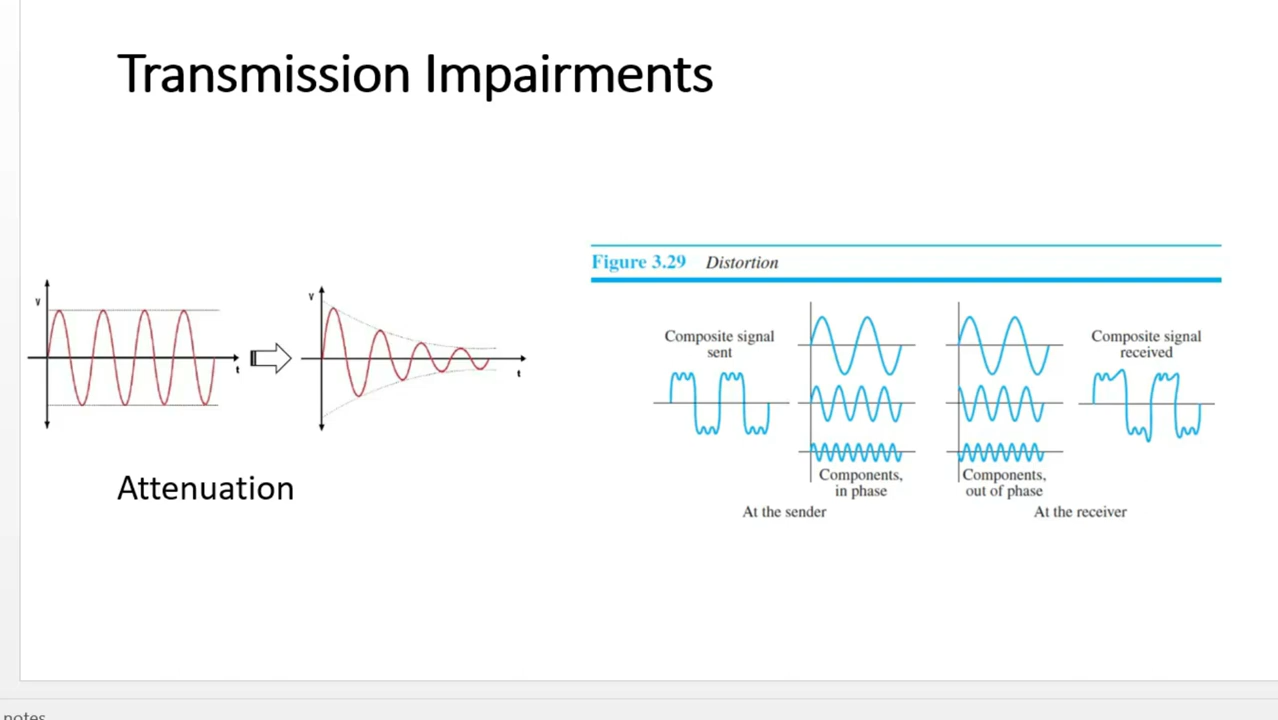 Transmission Impairments
V
t
V
t
Attenuation
Figure 3.29 Distortion
Composite signal
sent
Components,
in phase
At the sender
Components,
out of phase
Composite signal
received
At the receiver
notes